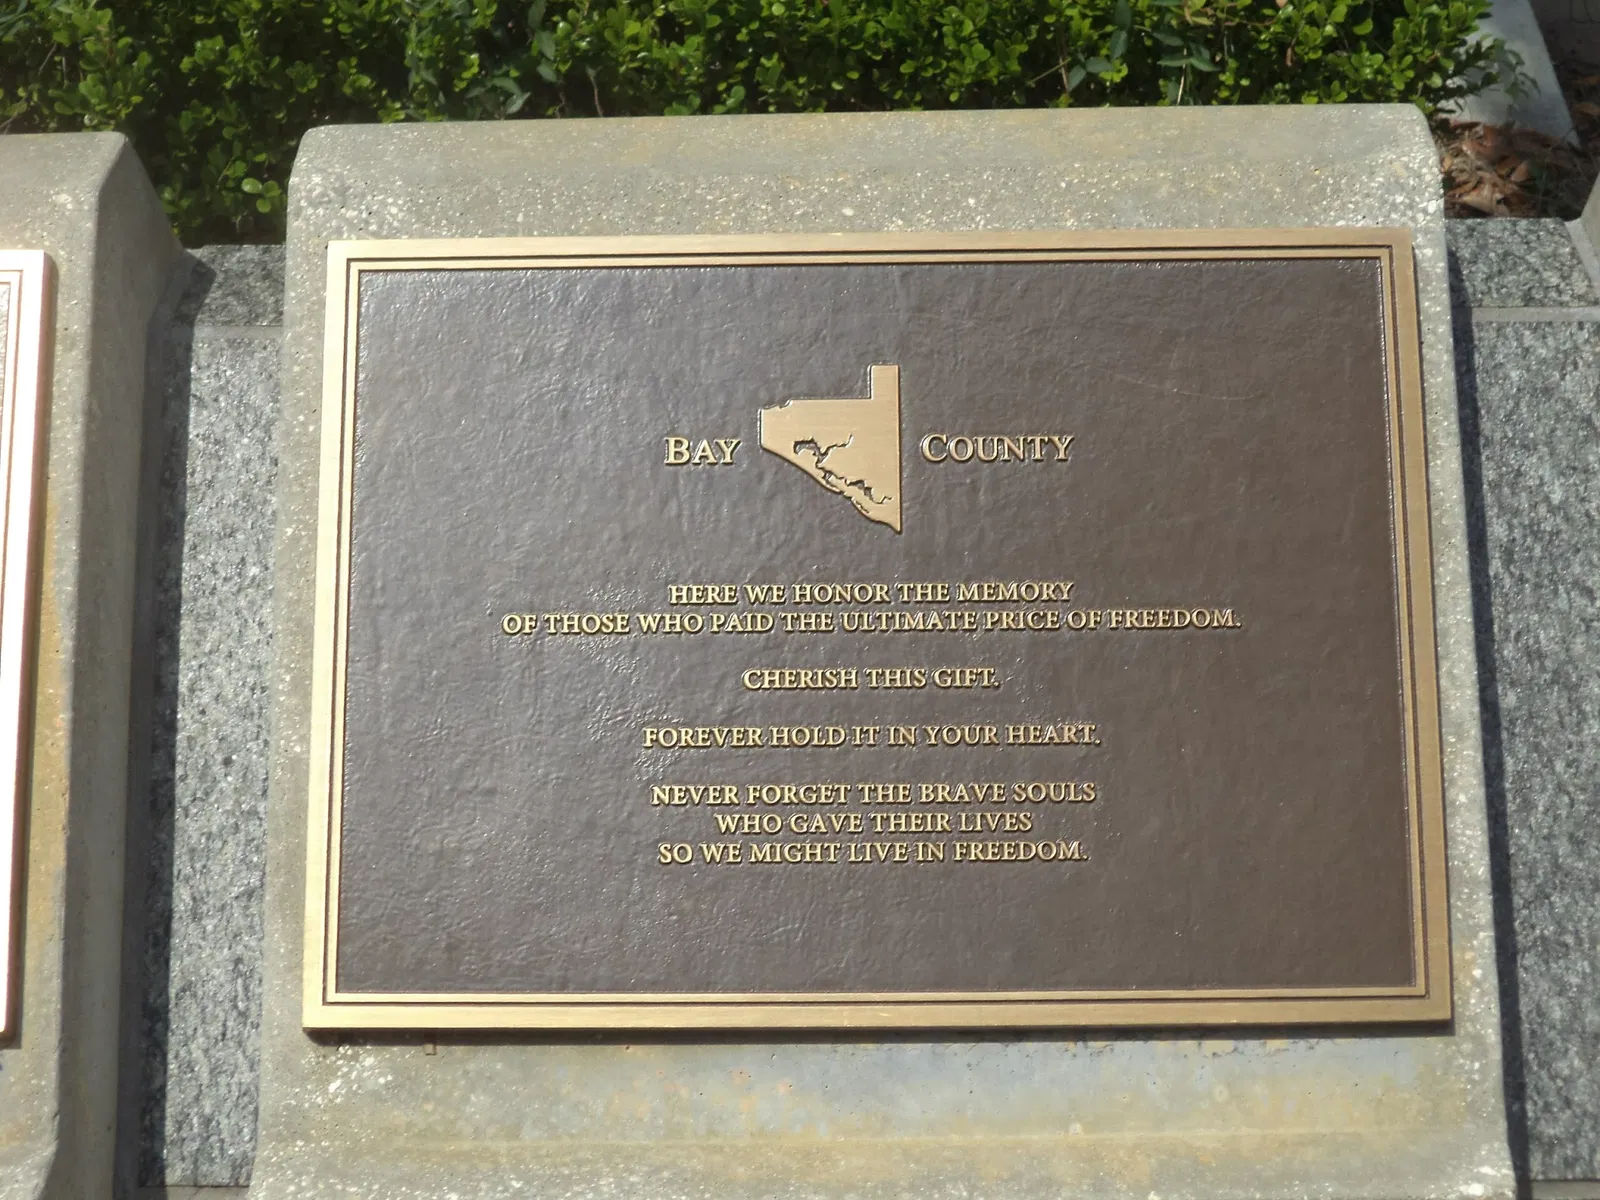 BAY COUNTY
HERE WE HONOR THE MEMORY
OF THOSE WHO PAID THE ULTIMATE PRICE OF FREEDOM.
CHERISH THIS GIFT.
FOREVER HOLD IT IN YOUR HEART.
NEVER FORGET THE BRAVE SOULS
WHO GAVE THEIR LIVES
SO WE MIGHT LIVE IN FREEDOM.